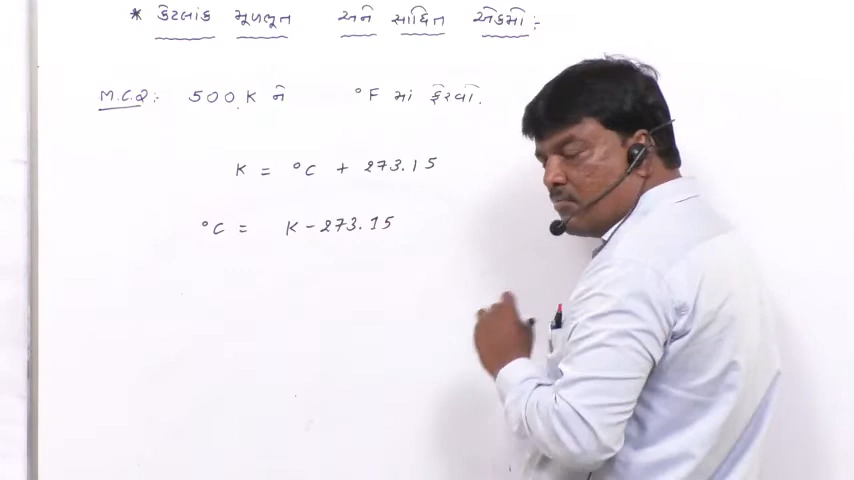 * કેટલાંક મૂળભૂત અને સાધિત એકમો :-
M.C.Q :- 500 K ને °F માં ફેરવો.
K = °C + 273.15
°C = K - 273.15